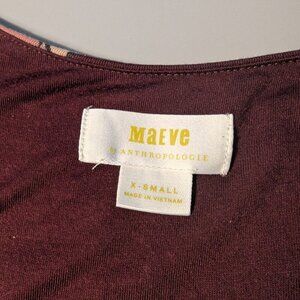 MAEVE
BY ANTHROPOLOGIE
X-SMALL
MADE IN VIETNAM